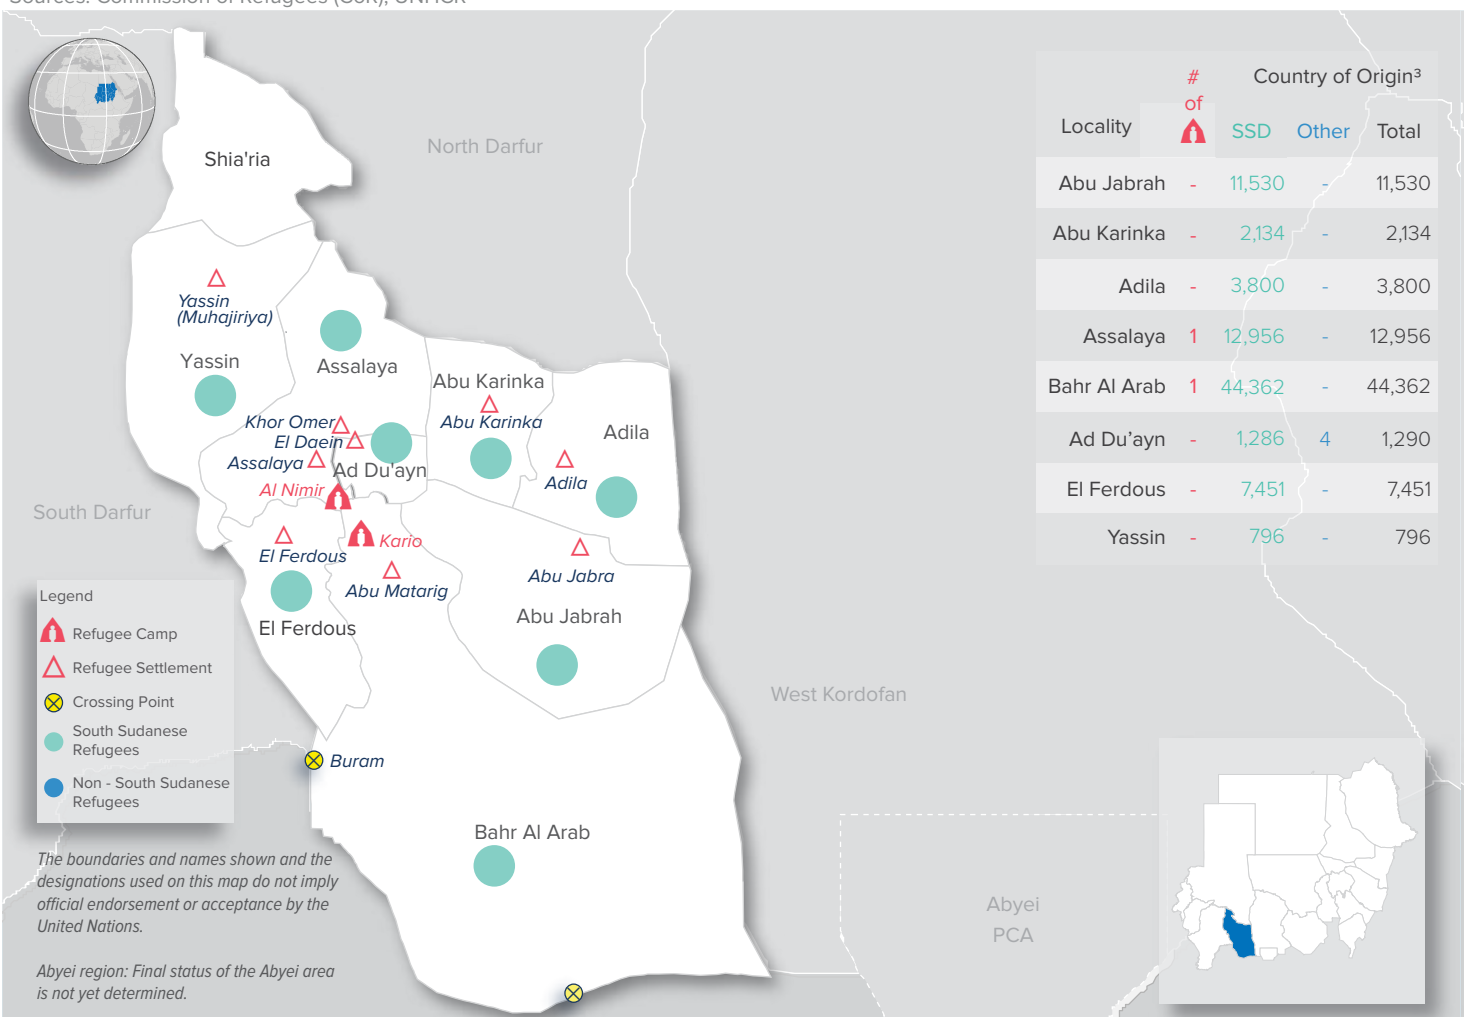 Sources: Commission of Refugees (CoR), UNHCR
North Darfur
Shia'ria
Yassin
(Muhajiriya)
Yassin
Assalaya
Abu Karinka
Abu Karinka
Adila
Adila
Khor Omer
El Daein
Assalaya
Ad Du'ayn
Al Nimir
South Darfur
Kario
El Ferdous
Abu Matarig
Abu Jabra
Abu Jabrah
El Ferdous
West Kordofan
Buram
Bahr Al Arab
Abyei
PCA
# of Country of Origin³
Locality SSD Other Total
Abu Jabrah - 11,530 - 11,530
Abu Karinka - 2,134 - 2,134
Adila - 3,800 - 3,800
Assalaya 1 12,956 - 12,956
Bahr Al Arab 1 44,362 - 44,362
Ad Du’ayn - 1,286 4 1,290
El Ferdous - 7,451 - 7,451
Yassin - 796 - 796
Legend
Refugee Camp
Refugee Settlement
Crossing Point
South Sudanese
Refugees
Non - South Sudanese
Refugees
The boundaries and names shown and the
designations used on this map do not imply
official endorsement or acceptance by the
United Nations.
Abyei region: Final status of the Abyei area
is not yet determined.